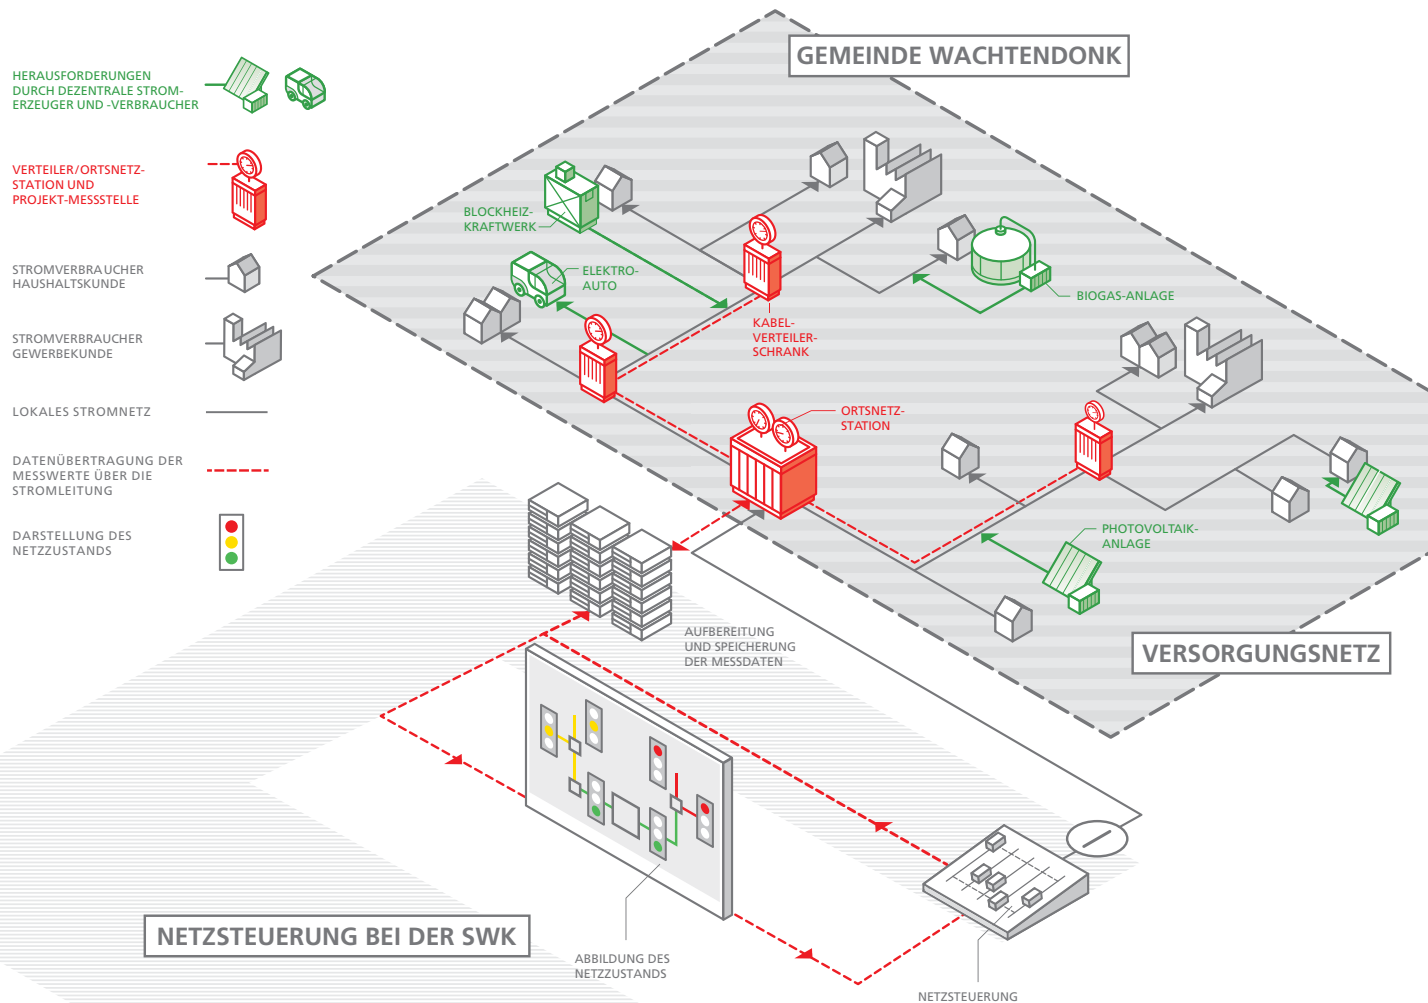 GEMEINDE WACHTENDONK
HERAUSFORDERUNGEN
DURCH DEZENTRALE STROM-
ERZEUGER UND -VERBRAUCHER
VERTEILER/ORTSNETZ-
STATION UND
PROJEKT-MESSSTELLE
STROMVERBRAUCHER
HAUSHALTSKUNDE
STROMVERBRAUCHER
GEWERBEKUNDE
LOKALES STROMNETZ
DATENÜBERTRAGUNG DER
MESSWERTE ÜBER DIE
STROMLEITUNG
DARSTELLUNG DES
NETZZUSTANDS
BLOCKHEIZ-
KRAFTWERK
ELEKTRO-
AUTO
KABEL-
VERTEILER-
SCHRANK
BIOGAS-ANLAGE
ORTSNETZ-
STATION
PHOTOVOLTAIK-
ANLAGE
AUFBEREITUNG
UND SPEICHERUNG
DER MESSDATEN
VERSORGUNGSNETZ
NETZSTEUERUNG BEI DER SWK
ABBILDUNG DES
NETZZUSTANDS
NETZSTEUERUNG